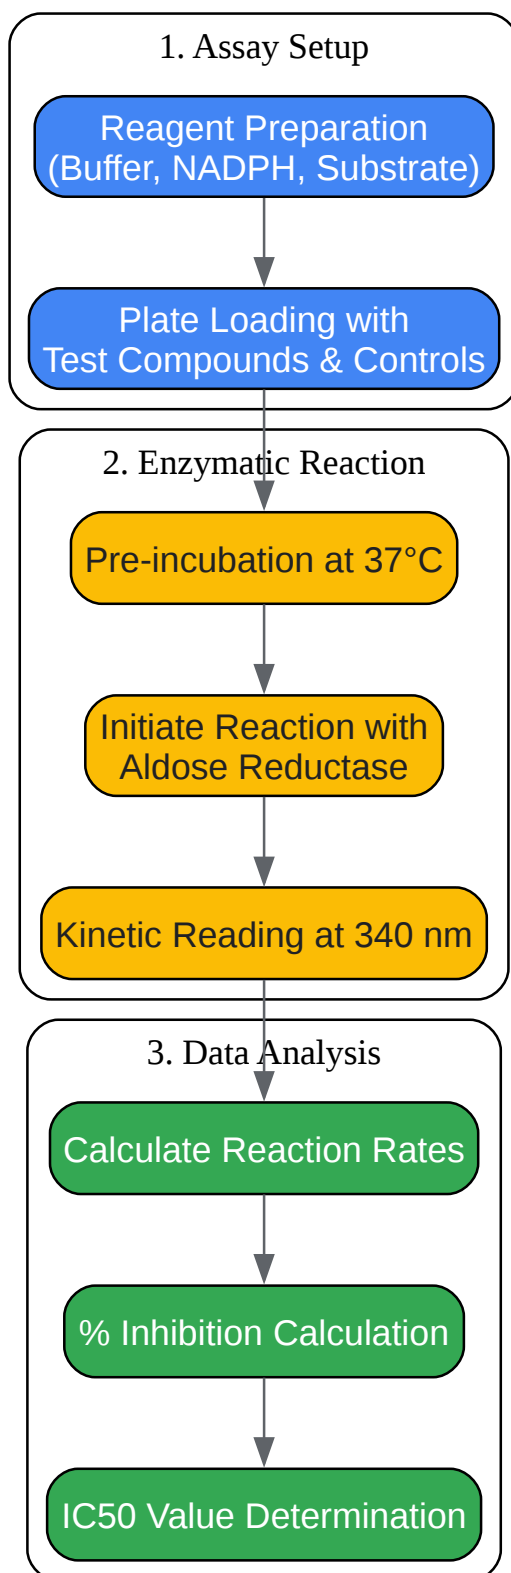 1. Assay Setup
Reagent Preparation
(Buffer, NADPH, Substrate)
Plate Loading with
Test Compounds & Controls
2. Enzymatic Reaction
Pre-incubation at 37°C
Initiate Reaction with
Aldose Reductase
Kinetic Reading at 340 nm
3. Data Analysis
Calculate Reaction Rates
% Inhibition Calculation
IC50 Value Determination